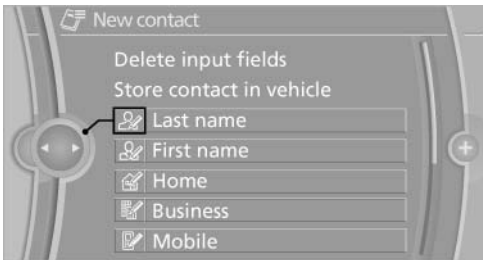 New contact
Delete input fields
Store contact in vehicle
Last name
First name
Home
Business
Mobile